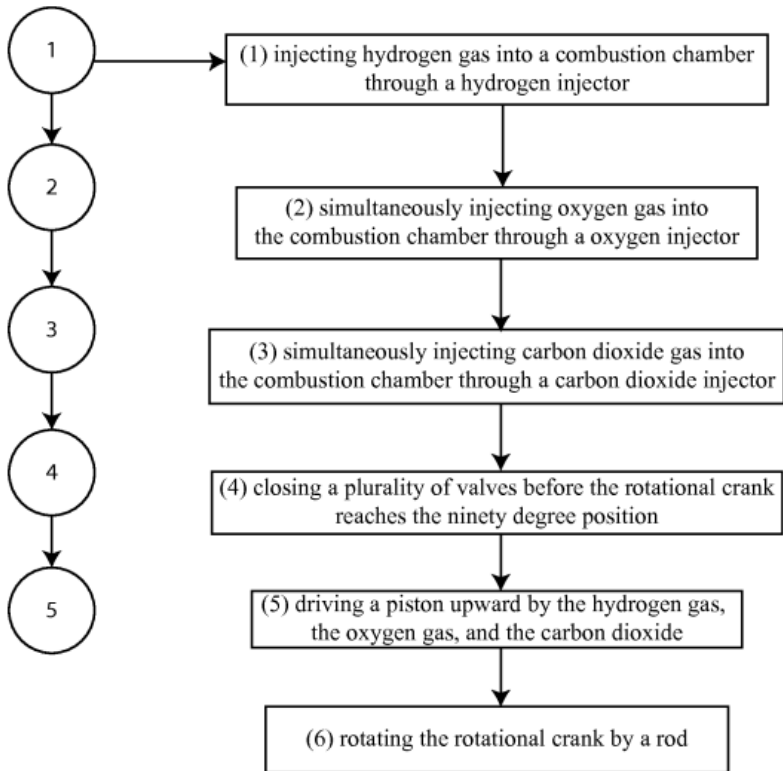 1
(1) injecting hydrogen gas into a combustion chamber
through a hydrogen injector
2
(2) simultaneously injecting oxygen gas into
the combustion chamber through a oxygen injector
3
(3) simultaneously injecting carbon dioxide gas into
the combustion chamber through a carbon dioxide injector
4
(4) closing a plurality of valves before the rotational crank
reaches the ninety degree position
5
(5) driving a piston upward by the hydrogen gas,
the oxygen gas, and the carbon dioxide
(6) rotating the rotational crank by a rod